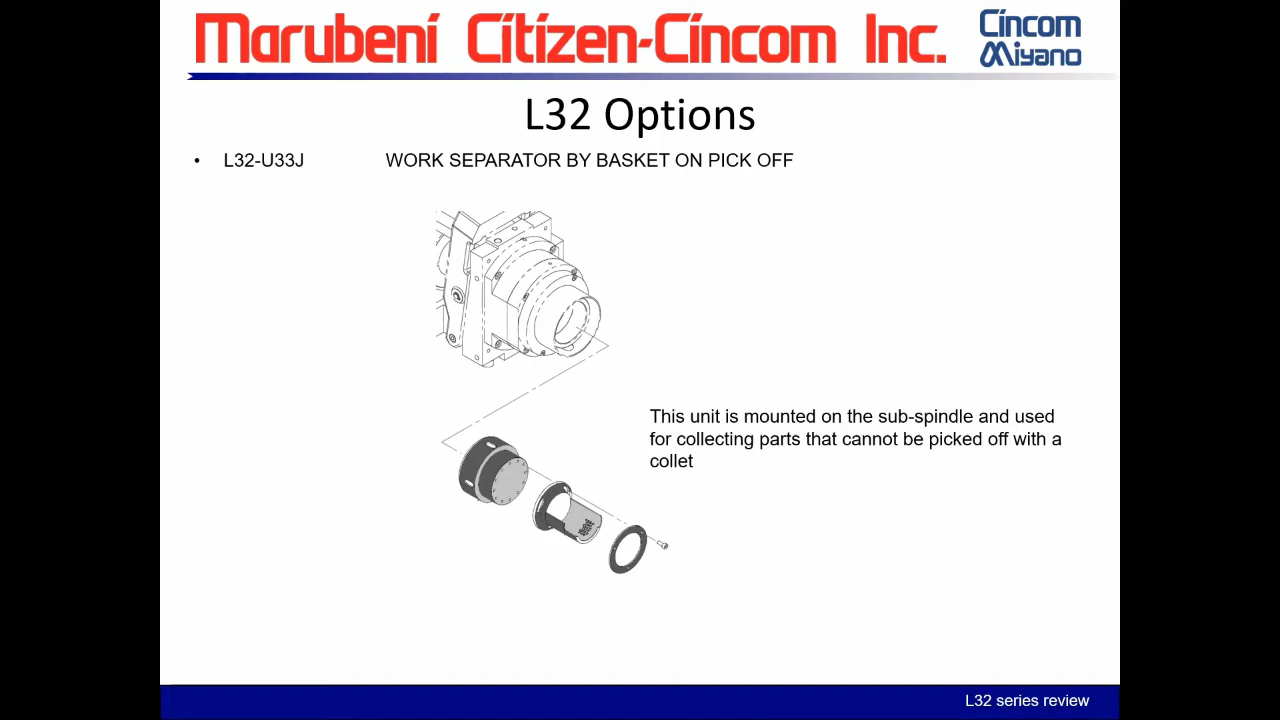 Marubeni Citizen-Cincom Inc.
Cincom
Miyano
L32 Options
• L32-U33J WORK SEPARATOR BY BASKET ON PICK OFF
This unit is mounted on the sub-spindle and used
for collecting parts that cannot be picked off with a
collet
L32 series review